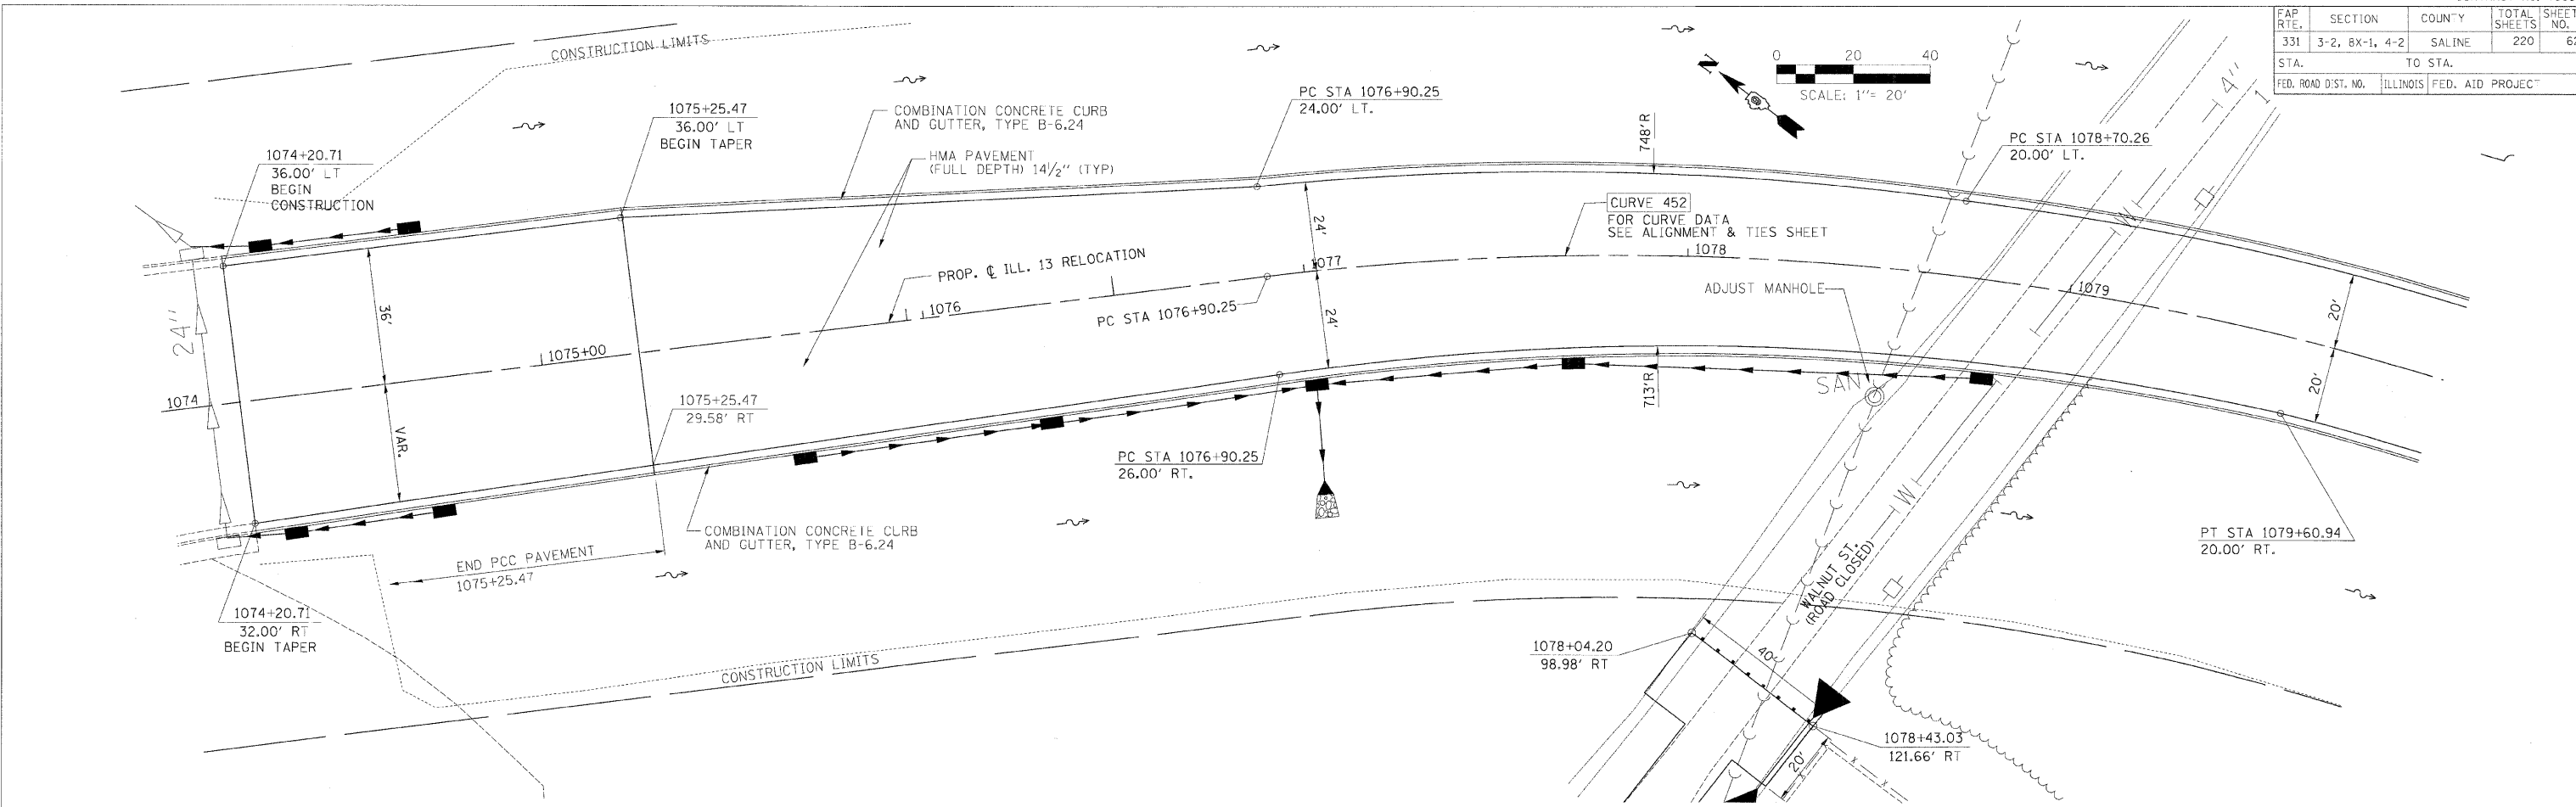 FAP RTE. SECTION COUNTY TOTAL SHEETS SHEET NO.
331 3-2, 8X-1, 4-2 SALINE 220
STA. TO STA.
FED. ROAD DIST. NO. ILLINOIS FED. AID PROJECT
CONSTRUCTION LIMITS
N
0 20 40
SCALE: 1"= 20'
1074+20.71
36.00' LT
BEGIN
CONSTRUCTION
1075+25.47
36.00' LT
BEGIN TAPER
COMBINATION CONCRETE CURB
AND GUTTER, TYPE B-6.24
HMA PAVEMENT
(FULL DEPTH) 14½" (TYP)
PC STA 1076+90.25
24.00' LT.
748'R
PC STA 1078+70.26
20.00' LT.
4"
W
CURVE 452
FOR CURVE DATA
SEE ALIGNMENT & TIES SHEET
24'
PROP. ℄ ILL. 13 RELOCATION
1074
1075+00
1076
1077
1078
1079
PC STA 1076+90.25
24'
24"
36'
VAR.
ADJUST MANHOLE
SAN
713'R
20'
20'
1075+25.47
29.58' RT
PC STA 1076+90.25
26.00' RT.
W
COMBINATION CONCRETE CURB
AND GUTTER, TYPE B-6.24
END PCC PAVEMENT
1075+25.47
1074+20.71
32.00' RT
BEGIN TAPER
CONSTRUCTION LIMITS
WALNUT ST.
(ROAD CLOSED)
PT STA 1079+60.94
20.00' RT.
1078+04.20
98.98' RT
40'
1078+43.03
121.66' RT
20'